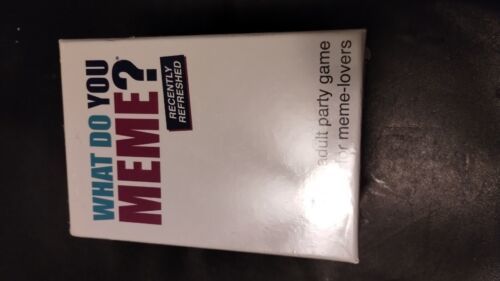 WHAT DO YOU
MEME?®
RECENTLY
REFRESHED
adult party game
for meme-lovers